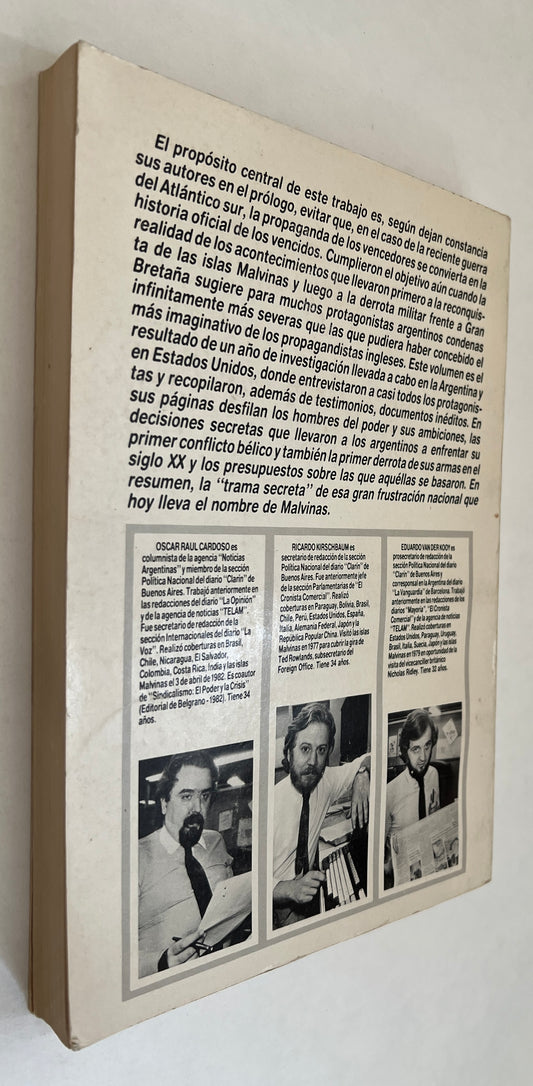 El propósito central de este trabajo es, según dejan constancia
sus autores en el prólogo, evitar que, en el caso de la reciente guerra
del Atlántico sur, la propaganda de los vencedores se convierta en la
historia oficial de los vencidos. Cumplieron el objetivo aún cuando la
realidad de los acontecimientos que llevaron primero a la reconquis-
ta de las islas Malvinas y luego a la derrota militar frente a Gran
Bretaña sugiere para muchos protagonistas argentinos condenas
infinitamente más severas que las que pudiera haber concebido el
más imaginativo de los propagandistas ingleses. Este volumen es el
resultado de un año de investigación llevada a cabo en la Argentina y
en Estados Unidos, donde entrevistaron a casi todos los protagonis-
tas y recopilaron, además de testimonios, documentos inéditos. En
sus páginas desfilan los hombres del poder y sus ambiciones, las
decisiones secretas que llevaron a los argentinos a enfrentar su
primer conflicto bélico y también la primer derrota de sus armas en el
siglo XX y los presupuestos sobre las que aquéllas se basaron. En
resumen, la "trama secreta" de esa gran frustración nacional que
hoy lleva el nombre de Malvinas.
OSCAR RAUL CARDOSO es
columnista de la agencia "Noticias
Argentinas" y miembro de la sección
Política Nacional del diario "Clarin" de
Buenos Aires. Trabajó anteriormente en
las redacciones del diario "La Opinión"
y de la agencia de noticias "TELAM".
Fue secretario de redacción de la
sección Internacionales del diario "La
Voz". Realizó coberturas en Brasil,
Chile, Nicaragua, El Salvador,
Colombia, Costa Rica, India y las islas
Malvinas el 3 de abril de 1982. Es coautor
de "Sindicalismo: El Poder y la Crisis"
(Editorial de Belgrano - 1982). Tiene 34
años.
RICARDO KIRSCHBAUM es
secretario de redacción de la sección
Política Nacional del diario "Clarin" de
Buenos Aires. Fue anteriormente jefe
de la sección Parlamentarias de "El
Cronista Comercial". Realizó
coberturas en Paraguay, Bolivia, Brasil,
Chile, Perú, Estados Unidos, España,
Italia, Alemania Federal, Japón y la
República Popular China. Visitó las islas
Malvinas en 1977 para cubrir la gira de
Ted Rowlands, subsecretario del
Foreign Office. Tiene 34 años.
EDUARDO VAN DER KOOY es
prosecretario de redacción de la
sección Política Nacional del diario
"Clarin" de Buenos Aires y
corresponsal en Argentina del diario
"La Vanguardia" de Barcelona. Trabajó
anteriormente en las redacciones de los
diarios "Mayoría", "El Cronista
Comercial" y de la agencia de noticias
"TELAM". Realizó coberturas en
Estados Unidos, Paraguay, Uruguay,
Brasil, Italia, Suecia, Japón y las islas
Malvinas en 1979 en oportunidad de la
visita del vicecanciller británico
Nicholas Ridley. Tiene 32 años.